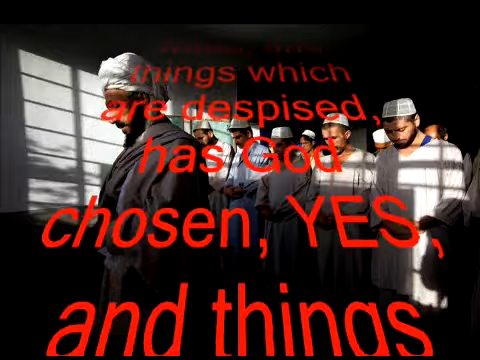 things which
are despised,
has God
chosen, YES,
and things